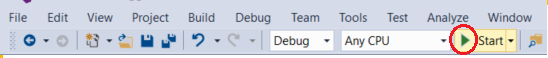 File Edit View Project Build Debug Team Tools Test Analyze Window
Debug Any CPU Start